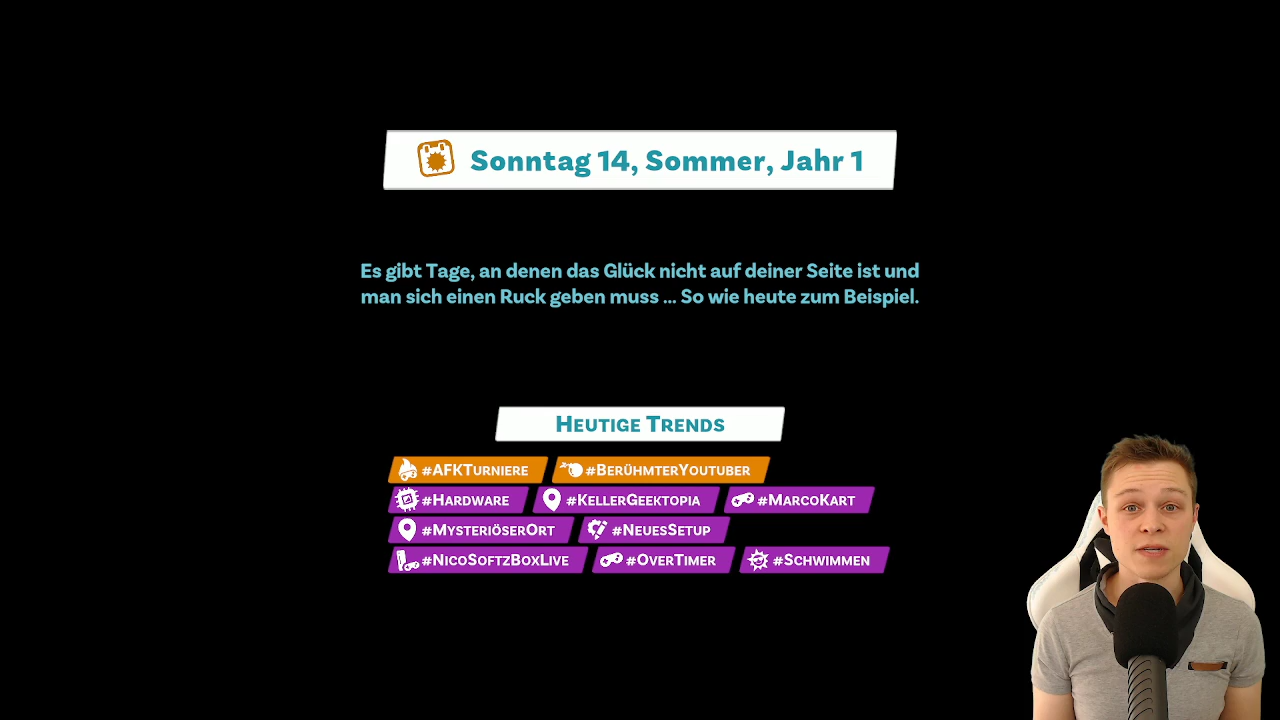 Sonntag 14, Sommer, Jahr 1
Es gibt Tage, an denen das Glück nicht auf deiner Seite ist und
man sich einen Ruck geben muss ... So wie heute zum Beispiel.
Heutige Trends
#AFKTurniere #BerühmterYoutuber
#Hardware #KellerGeektopia #MarcoKart
#MysteriöserOrt #NeuesSetup
#NicoSoftzBoxLive #OverTimer #Schwimmen